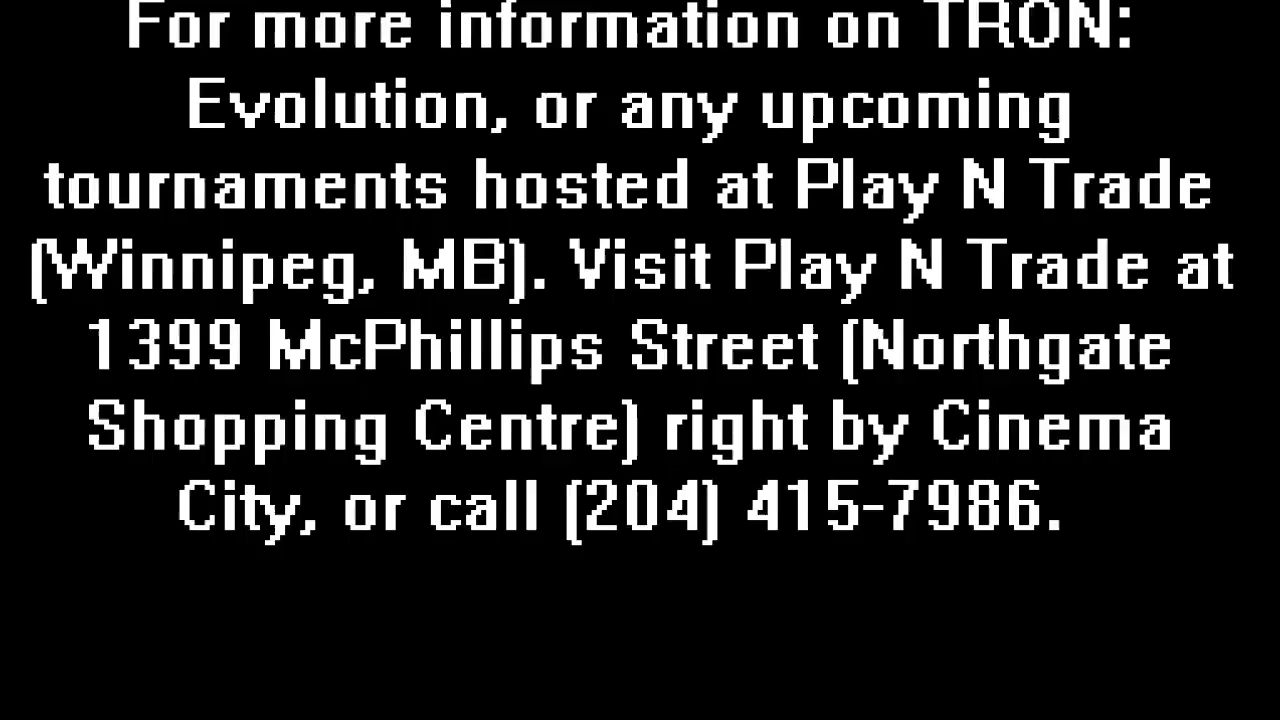 For more information on TRON:
Evolution, or any upcoming
tournaments hosted at Play N Trade
(Winnipeg, MB). Visit Play N Trade at
1399 McPhillips Street (Northgate
Shopping Centre) right by Cinema
City, or call (204) 415-7986.